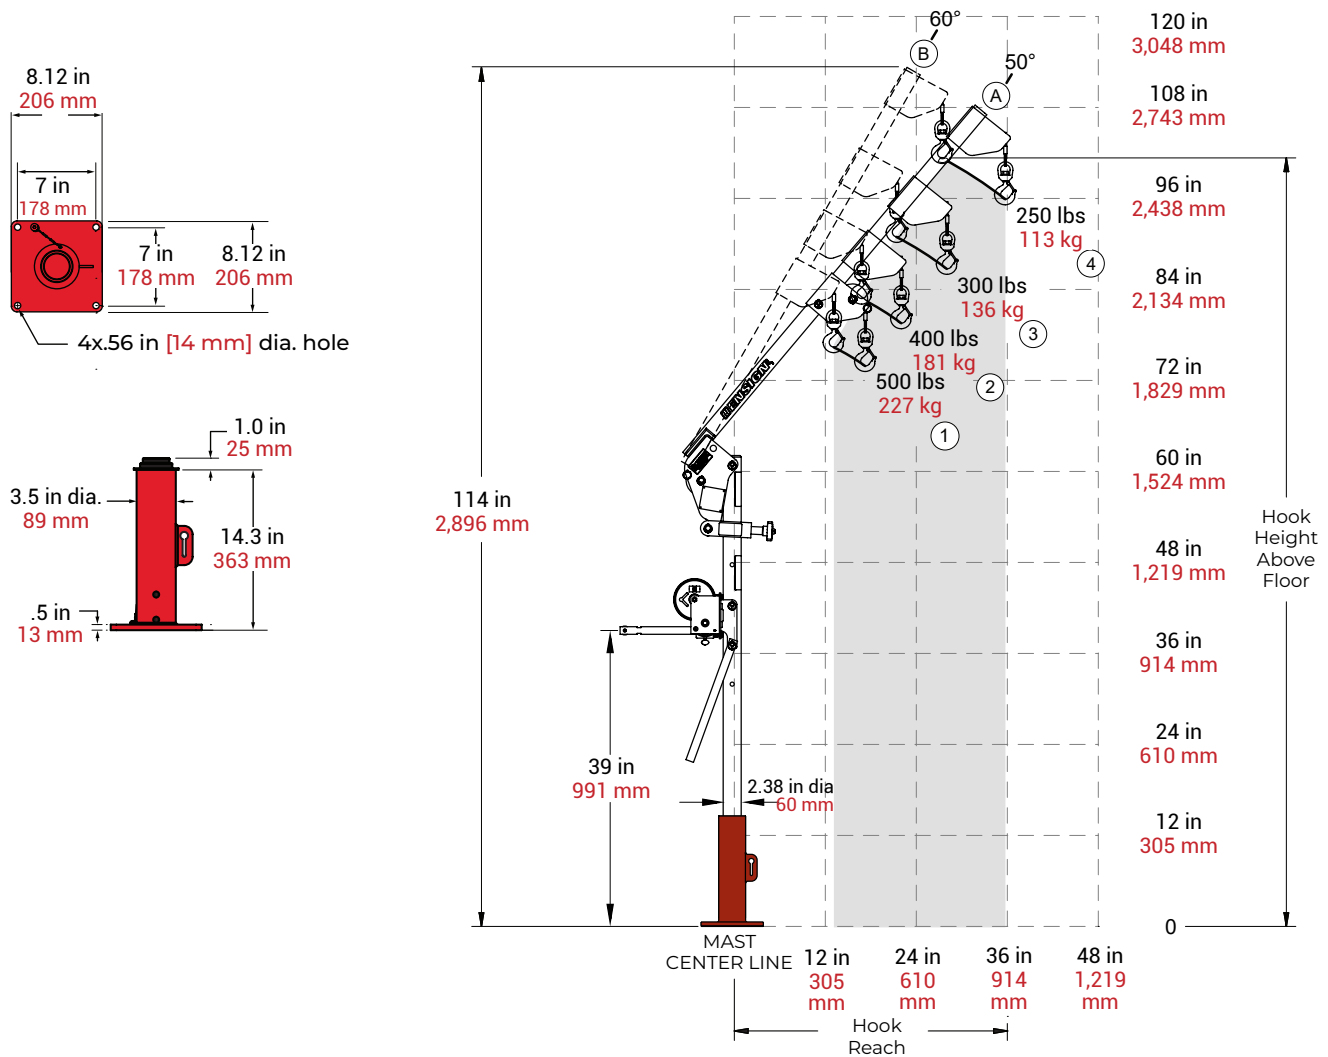 8.12 in
206 mm
7 in
178 mm
7 in
178 mm
8.12 in
206 mm
4x.56 in [14 mm] dia. hole
1.0 in
25 mm
3.5 in dia.
89 mm
14.3 in
363 mm
.5 in
13 mm
60°
B
50°
A
250 lbs
113 kg
4
300 lbs
136 kg
3
400 lbs
181 kg
2
500 lbs
227 kg
1
ENSIGN
114 in
2,896 mm
39 in
991 mm
2.38 in dia
60 mm
120 in
3,048 mm
108 in
2,743 mm
96 in
2,438 mm
84 in
2,134 mm
72 in
1,829 mm
60 in
1,524 mm
48 in
1,219 mm
36 in
914 mm
24 in
610 mm
12 in
305 mm
0
Hook
Height
Above
Floor
MAST
CENTER LINE
12 in
305
mm
24 in
610
mm
36 in
914
mm
48 in
1,219
mm
Hook
Reach